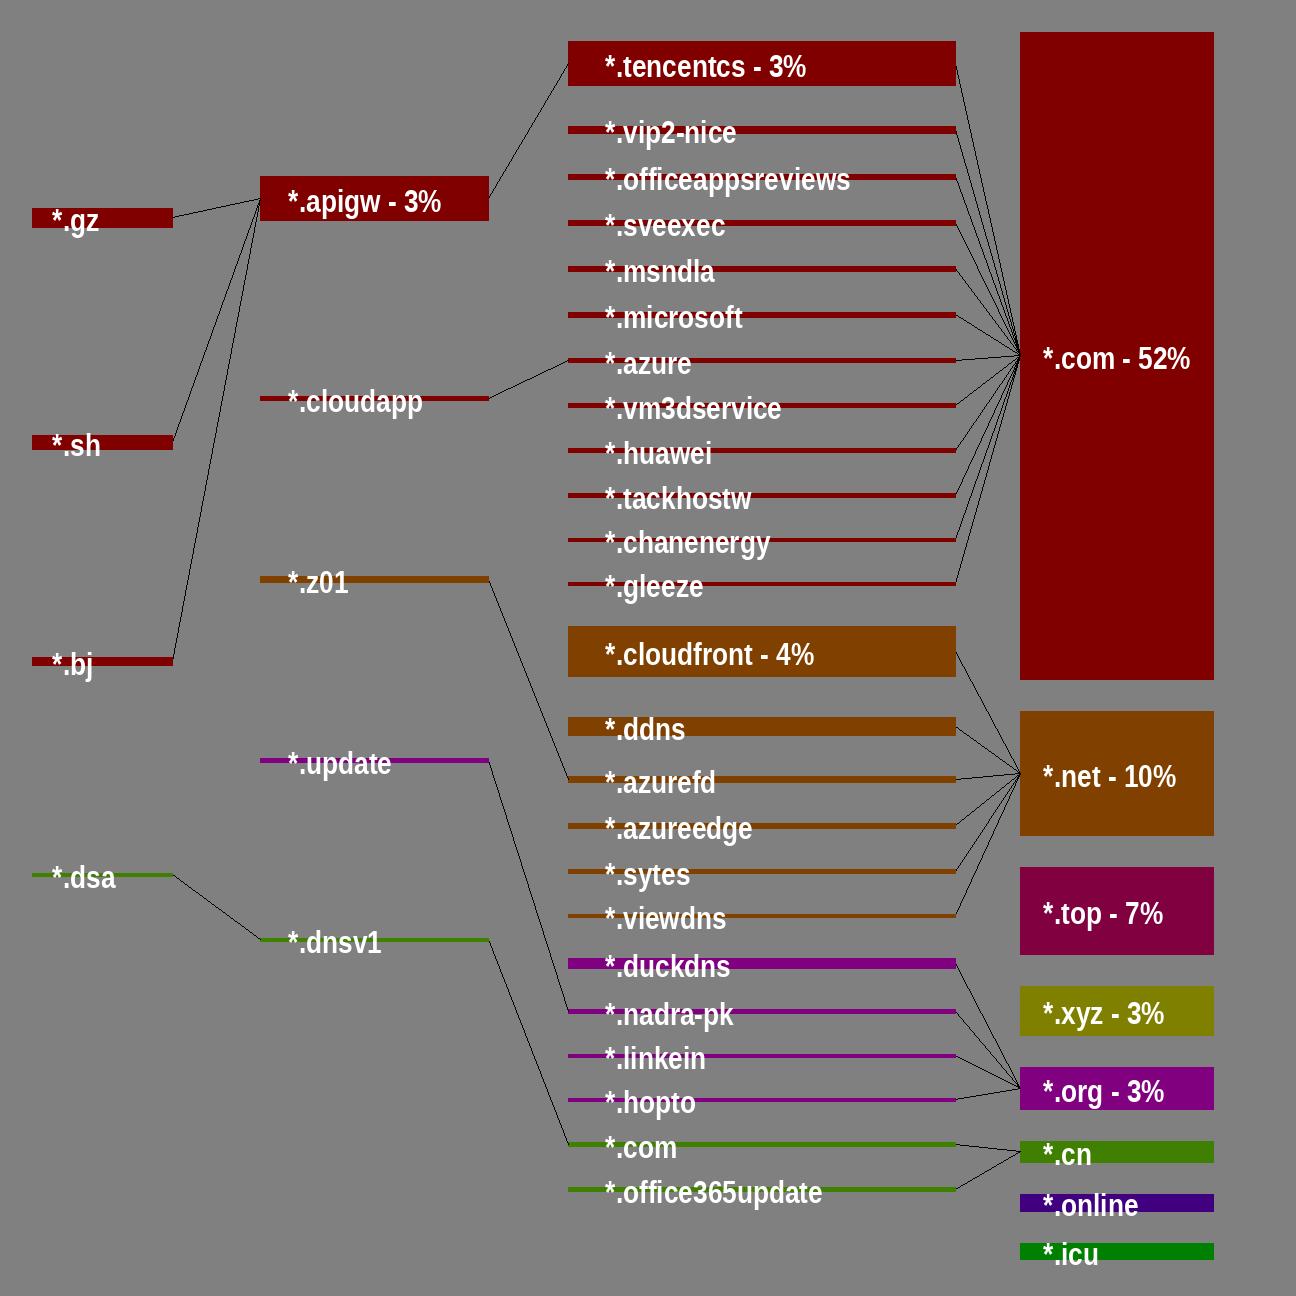 *.gz
*.sh
*.bj
*.dsa
*.apigw - 3%
*.cloudapp
*.z01
*.update
*.dnsv1
*.tencentcs - 3%
*.vip2-nice
*.officeappsreviews
*.sveexec
*.msndla
*.microsoft
*.azure
*.vm3dservice
*.huawei
*.tackhostw
*.chanenergy
*.gleeze
*.cloudfront - 4%
*.ddns
*.azurefd
*.azureedge
*.sytes
*.viewdns
*.duckdns
*.nadra-pk
*.linkein
*.hopto
*.com
*.office365update
*.com - 52%
*.net - 10%
*.top - 7%
*.xyz - 3%
*.org - 3%
*.cn
*.online
*.icu